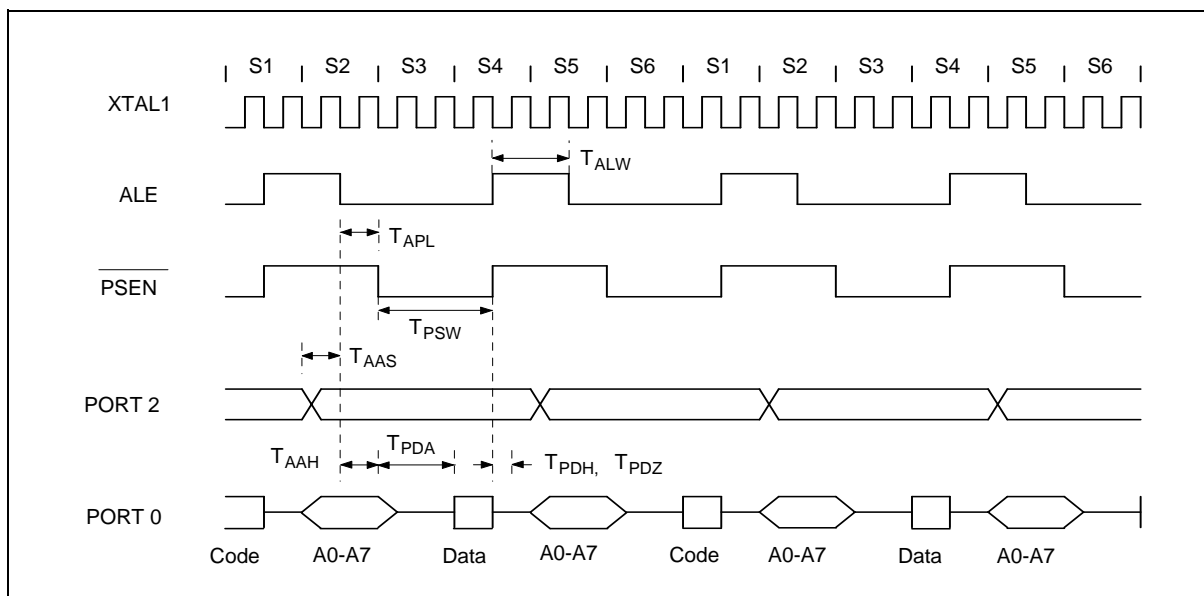 S1 S2 S3 S4 S5 S6 S1 S2 S3 S4 S5 S6
XTAL1
TALW
ALE
TAPL
PSEN
TPSW
TAAS
PORT 2
TAAH TPDA TPDH, TPDZ
PORT 0
Code A0-A7 Data A0-A7 Code A0-A7 Data A0-A7